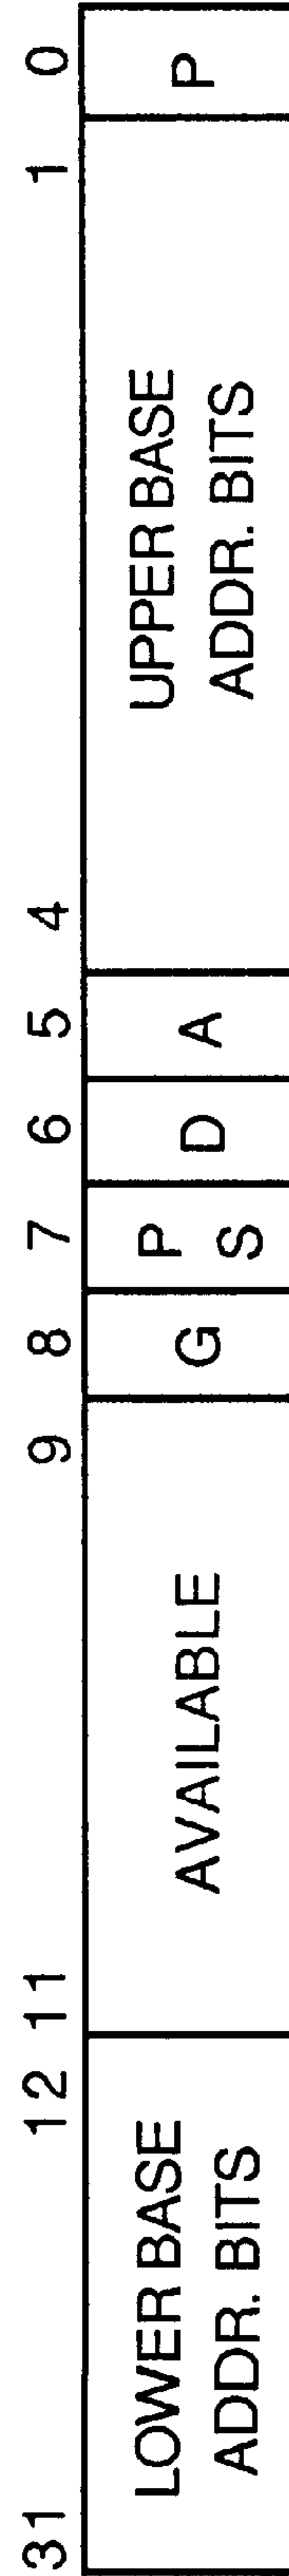 31 12 11 9 8 7 6 5 4 1 0
LOWER BASE
ADDR. BITS
AVAILABLE
G
P
S
D
A
UPPER BASE
ADDR. BITS
P